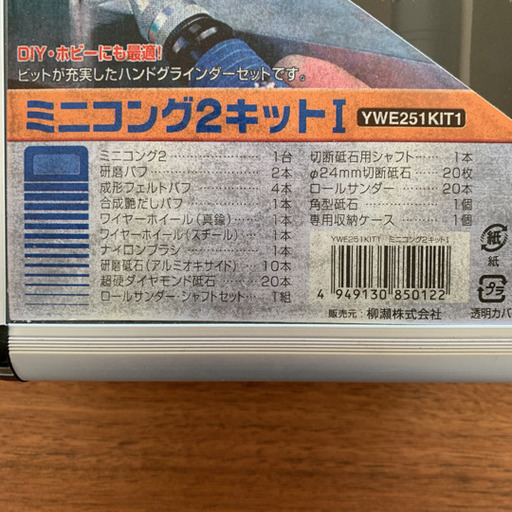 DIY・ホビーにも最適!
ビットが充実したハンドグラインダーセットです。
ミニコング2キットI YWE251KIT1
ミニコング2 1台
研磨バフ 2本
成形フェルトバフ 4本
合成艶だしバフ 1本
ワイヤーホイール(真鍮) 1本
ワイヤーホイール(スチール) 1本
ナイロンブラシ 1本
研磨砥石(アルミオキサイド) 10本
超硬ダイヤモンド砥石 20本
ロールサンダー・シャフトセット 1組
切断砥石用シャフト 1本
φ24mm切断砥石 20枚
ロールサンダー 20本
角型砥石 1個
専用収納ケース 1個
YWE251KIT1 ミニコング2キットI
4 949130 850122
販売元:柳瀬株式会社
紙
紙
プラ
透明カバ